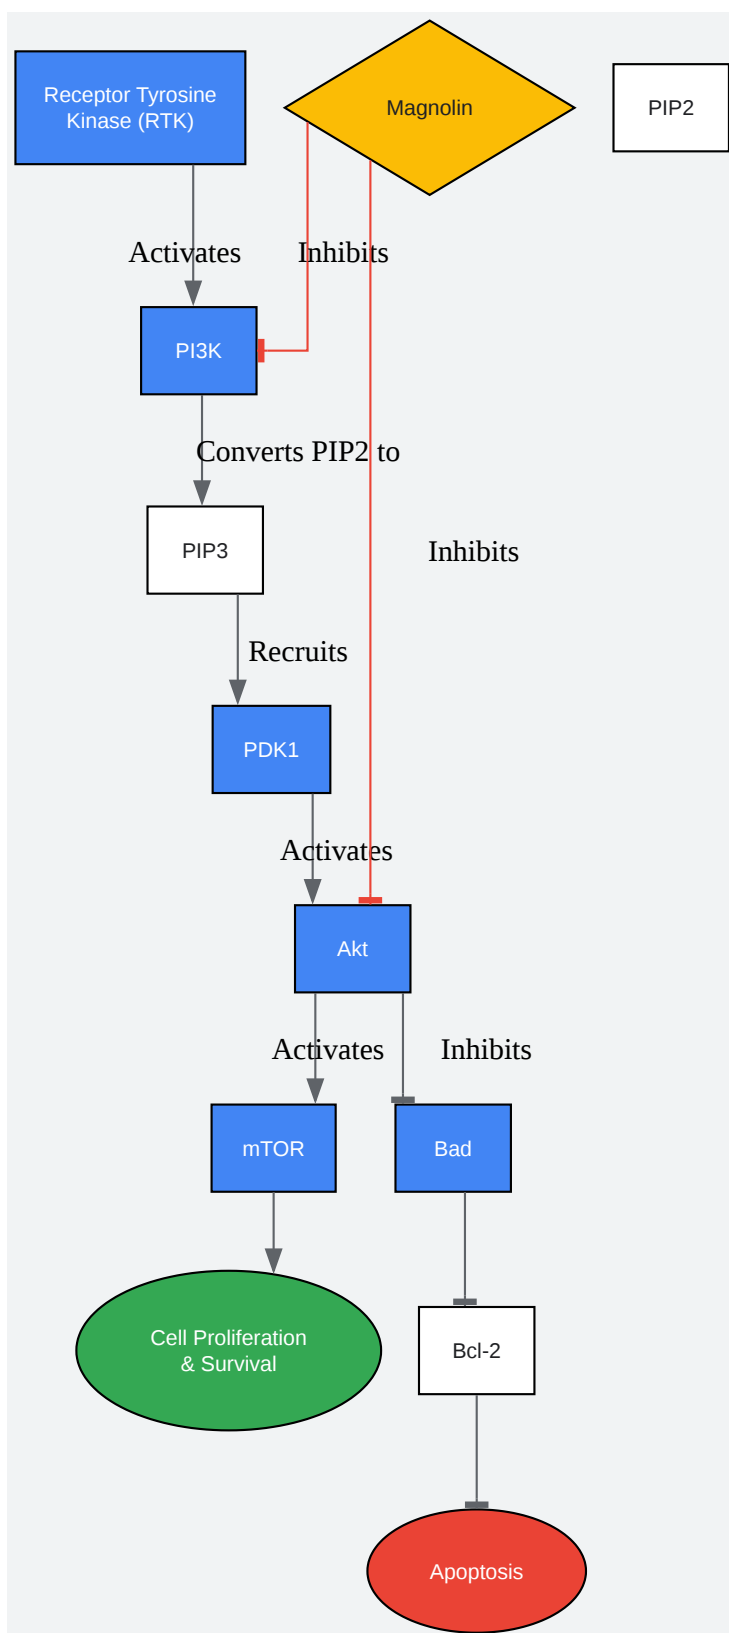 Receptor Tyrosine
Kinase (RTK)
Magnolin
PIP2
Activates
Inhibits
PI3K
Converts PIP2 to
PIP3
Inhibits
Recruits
PDK1
Activates
Akt
Activates
Inhibits
mTOR
Bad
Cell Proliferation
& Survival
Bcl-2
Apoptosis